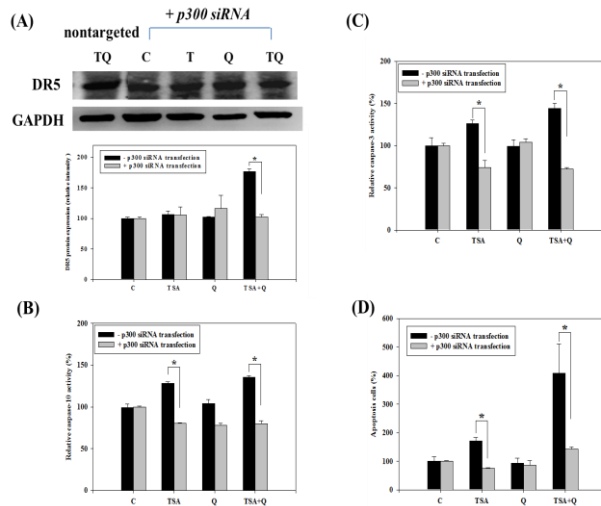 (A)
+ p300 siRNA
nontargeted
TQ C T Q TQ
DR5
GAPDH
- p300 siRNA transfection
+ p300 siRNA transfection
*
DR5 protein expression (relative intensity)
200
150
100
50
0
C TSA Q TSA+Q
(B)
- p300 siRNA transfection
+ p300 siRNA transfection
* *
Relative caspase-10 activity (%)
200
150
100
50
0
C TSA Q TSA+Q
(C)
- p300 siRNA transfection
+ p300 siRNA transfection
* *
Relative caspase-3 activity (%)
200
150
100
50
0
C TSA Q TSA+Q
(D)
- p300 siRNA transfection
+ p300 siRNA transfection
* *
Apoptosis cells (%)
600
500
400
300
200
100
0
C TSA Q TSA+Q